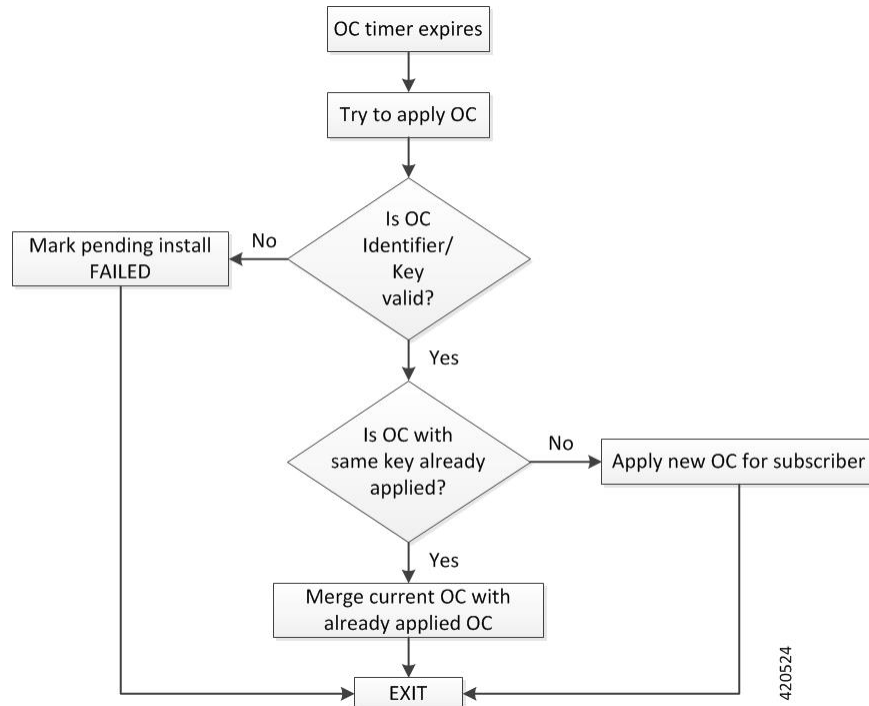 OC timer expires
Try to apply OC
Is OC
Identifier/
Key
valid?
No
Mark pending install
FAILED
Yes
Is OC with
same key already
applied?
No
Apply new OC for subscriber
Yes
Merge current OC with
already applied OC
EXIT
420524